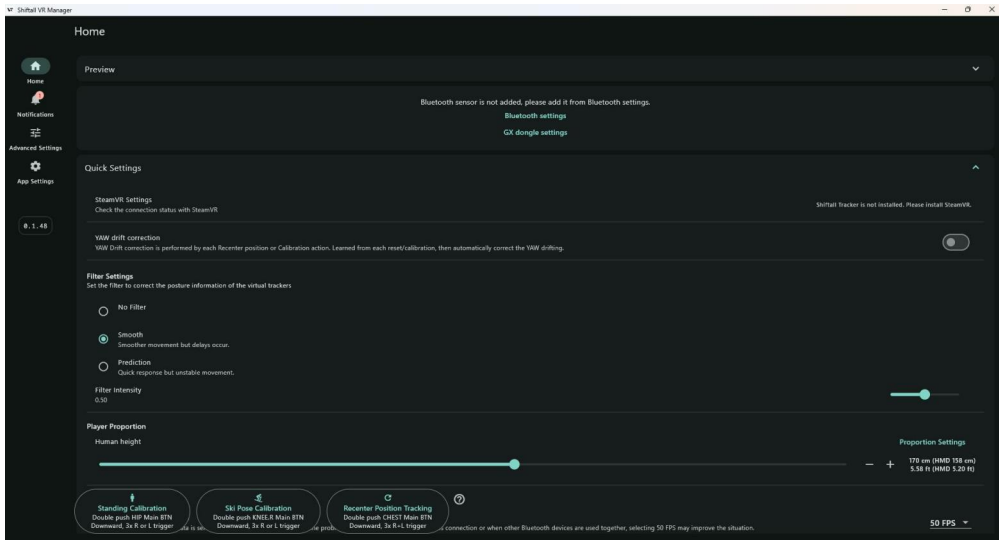 Shiftall VR Manager
Home
Home
Notifications
Advanced Settings
App Settings
0.1.48
Preview
Bluetooth sensor is not added, please add it from Bluetooth settings.
Bluetooth settings
GX dongle settings
Quick Settings
SteamVR Settings
Check the connection status with SteamVR
Shiftall Tracker is not installed. Please install SteamVR.
YAW drift correction
YAW Drift correction is performed by each Recenter position or Calibration action. Learned from each reset/calibration, then automatically correct the YAW drifting.
Filter Settings
Set the filter to correct the posture information of the virtual trackers
No Filter
Smooth
Smoother movement but delays occur.
Prediction
Quick response but unstable movement.
Filter Intensity
0.50
Player Proportion
Human height
Proportion Settings
170 cm (HMD 158 cm)
5.58 ft (HMD 5.20 ft)
Standing Calibration
Double push HIP Main BTN
Downward, 3x R or L trigger
Ski Pose Calibration
Double push KNEE.R Main BTN
Downward, 3x R or L trigger
Recenter Position Tracking
Double push CHEST Main BTN
Downward, 3x R+L trigger
connection or when other Bluetooth devices are used together, selecting 50 FPS may improve the situation.
50 FPS